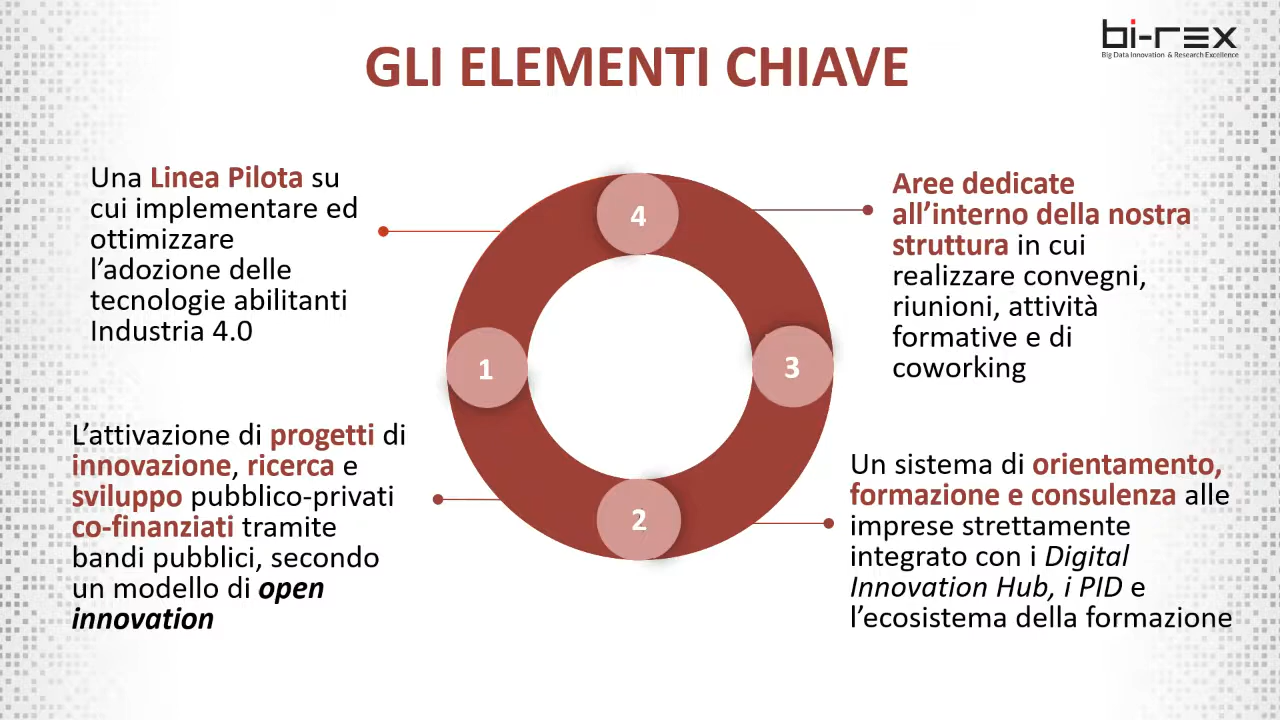 bi-rex
Big Data Innovation & Research Excellence
GLI ELEMENTI CHIAVE
Una Linea Pilota su
cui implementare ed
ottimizzare
l’adozione delle
tecnologie abilitanti
Industria 4.0
L’attivazione di progetti di
innovazione, ricerca e
sviluppo pubblico-privati
co-finanziati tramite
bandi pubblici, secondo
un modello di open
innovation
4
1
3
2
Aree dedicate
all’interno della nostra
struttura in cui
realizzare convegni,
riunioni, attività
formative e di
coworking
Un sistema di orientamento,
formazione e consulenza alle
imprese strettamente
integrato con i Digital
Innovation Hub, i PID e
l’ecosistema della formazione